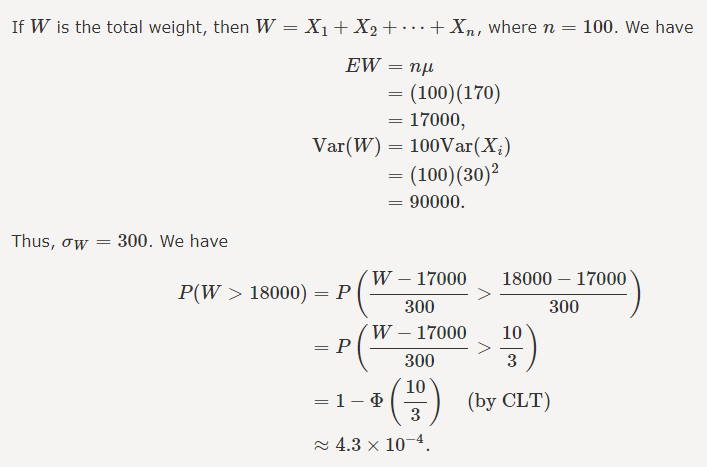 If W is the total weight, then W = X₁ + X₂ + ⋯ + Xₙ, where n = 100. We have
EW = nμ
= (100)(170)
= 17000,
Var(W) = 100Var(Xᵢ)
= (100)(30)²
= 90000.
Thus, σ_W = 300. We have
P(W > 18000) = P((W − 17000)/300 > (18000 − 17000)/300)
= P((W − 17000)/300 > 10/3)
= 1 − Φ(10/3) (by CLT)
≈ 4.3 × 10⁻⁴.